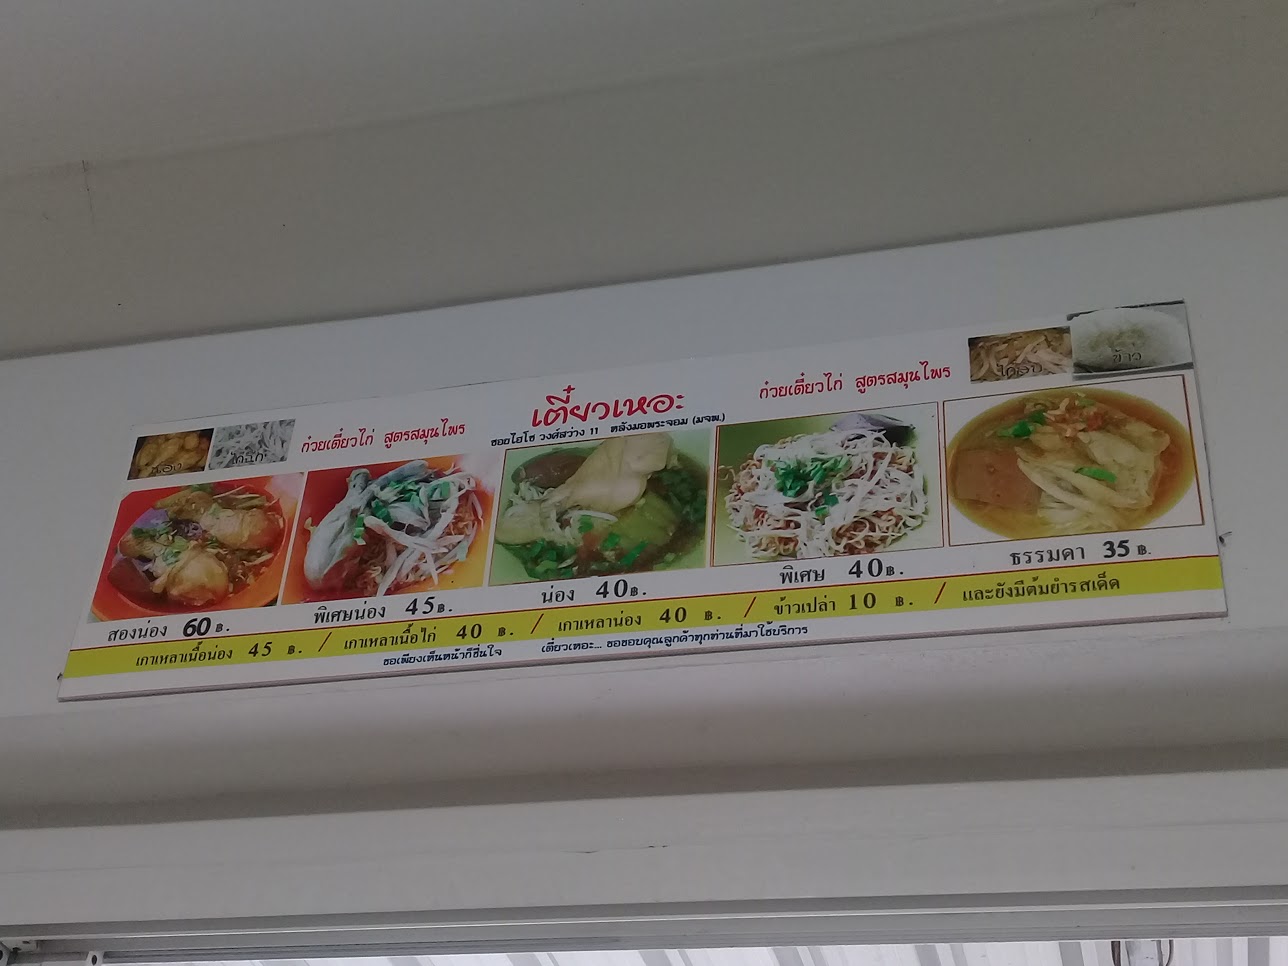 เตี๋ยวเหอะ
ซอยไฮโซ วงศ์สว่าง 11 หลังมอพระจอม (มจพ.)
ก๋วยเตี๋ยวไก่ สูตรสมุนไพร
ก๋วยเตี๋ยวไก่ สูตรสมุนไพร
น่อง
ไก่ฉีก
ข้าว
สองน่อง 60 ฿.
พิเศษน่อง 45 ฿.
น่อง 40 ฿.
พิเศษ 40 ฿.
ธรรมดา 35 ฿.
เกาเหลาเนื้อน่อง 45 ฿. / เกาเหลาเนื้อไก่ 40 ฿. / เกาเหลาน่อง 40 ฿. / ข้าวเปล่า 10 ฿. / และยังมีต้มยำรสเด็ด
ขอเพียงเห็นหน้าก็ชื่นใจ เตี๋ยวเหอะ... ขอขอบคุณลูกค้าทุกท่านที่มาใช้บริการ